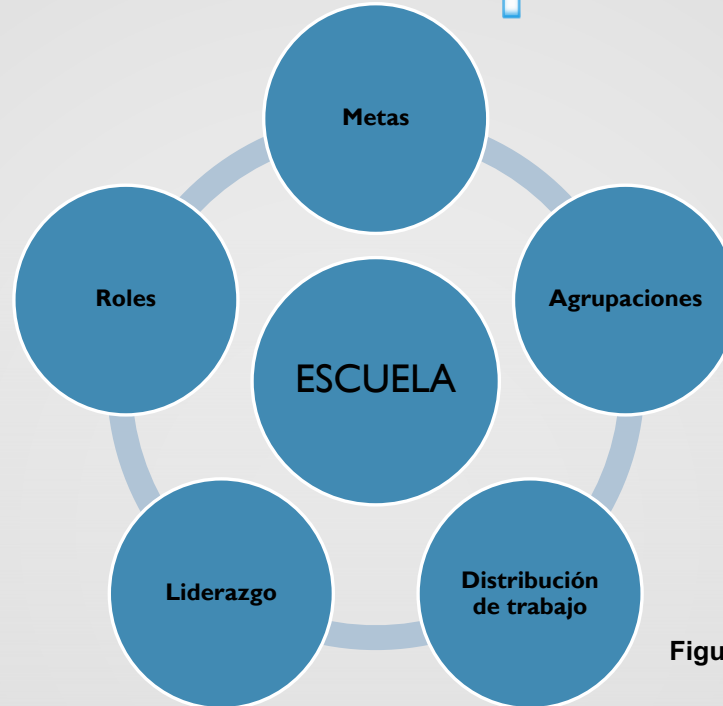 Metas
Roles
Agrupaciones
ESCUELA
Liderazgo
Distribución
de trabajo
Figu